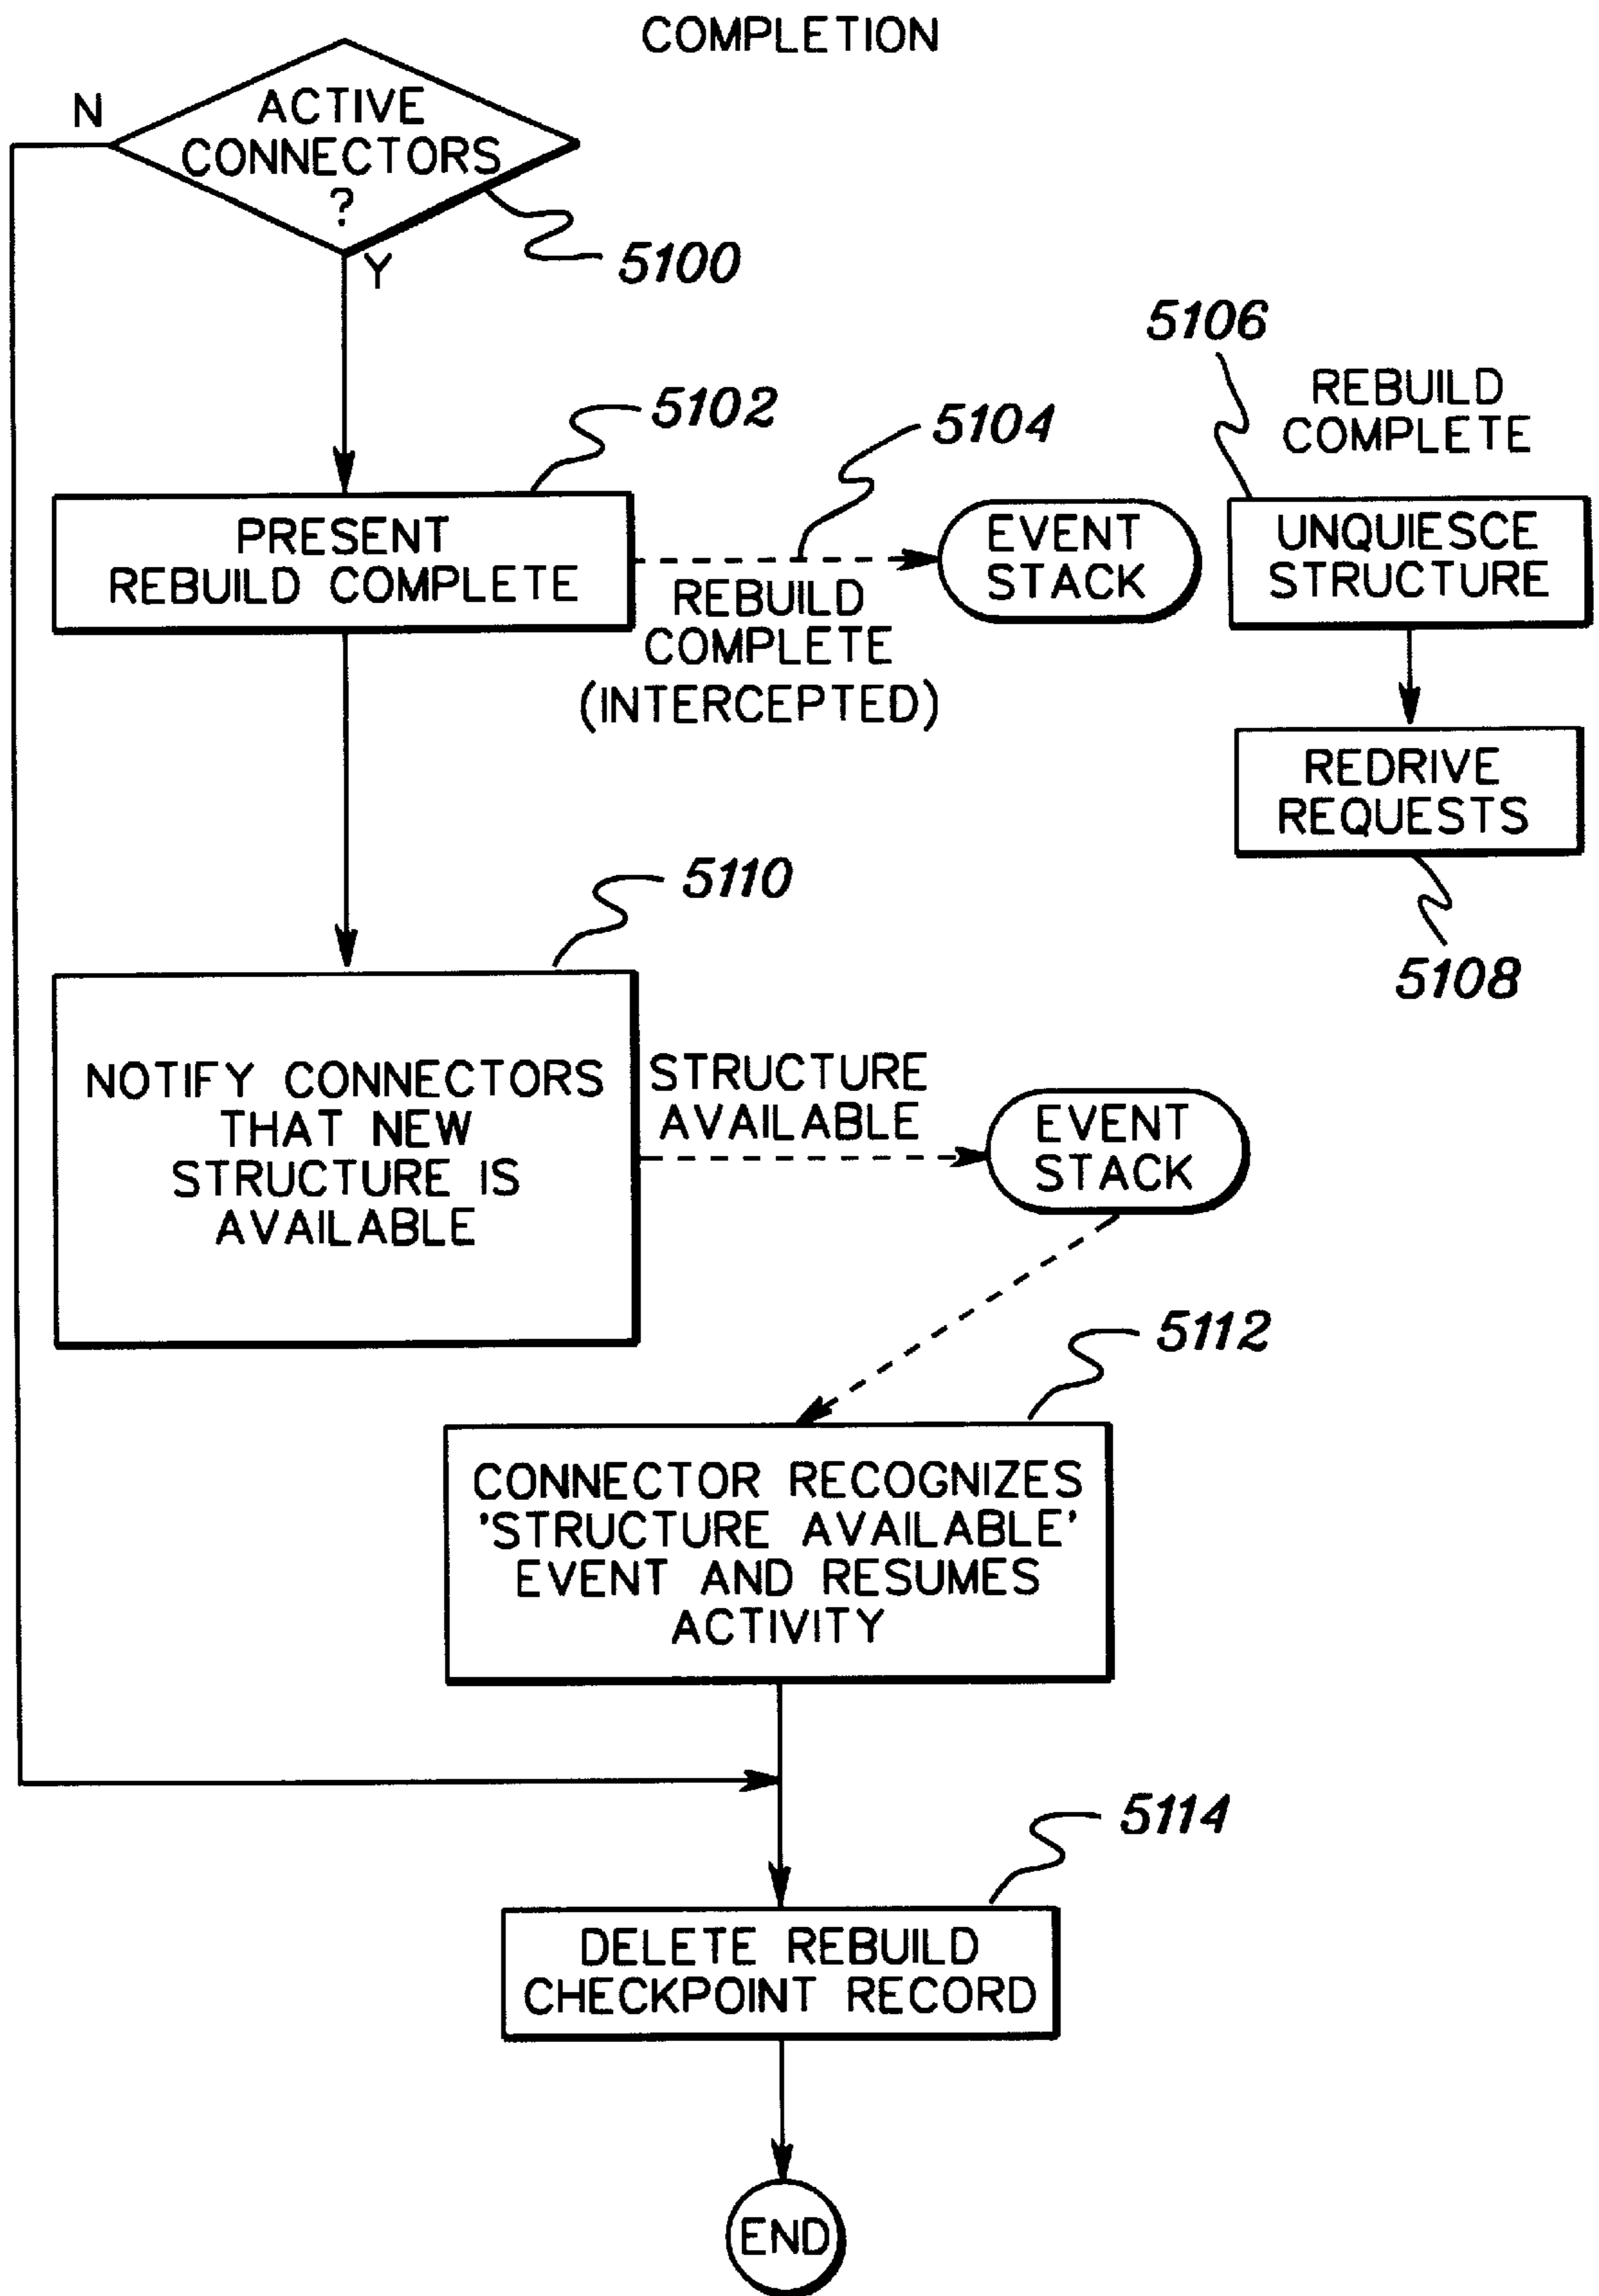 COMPLETION
N
ACTIVE
CONNECTORS
?
Y
5100
5106
REBUILD
COMPLETE
5102
5104
PRESENT
REBUILD COMPLETE
REBUILD
COMPLETE
(INTERCEPTED)
EVENT
STACK
UNQUIESCE
STRUCTURE
REDRIVE
REQUESTS
5108
5110
NOTIFY CONNECTORS
THAT NEW
STRUCTURE IS
AVAILABLE
STRUCTURE
AVAILABLE
EVENT
STACK
5112
CONNECTOR RECOGNIZES
'STRUCTURE AVAILABLE'
EVENT AND RESUMES
ACTIVITY
5114
DELETE REBUILD
CHECKPOINT RECORD
END